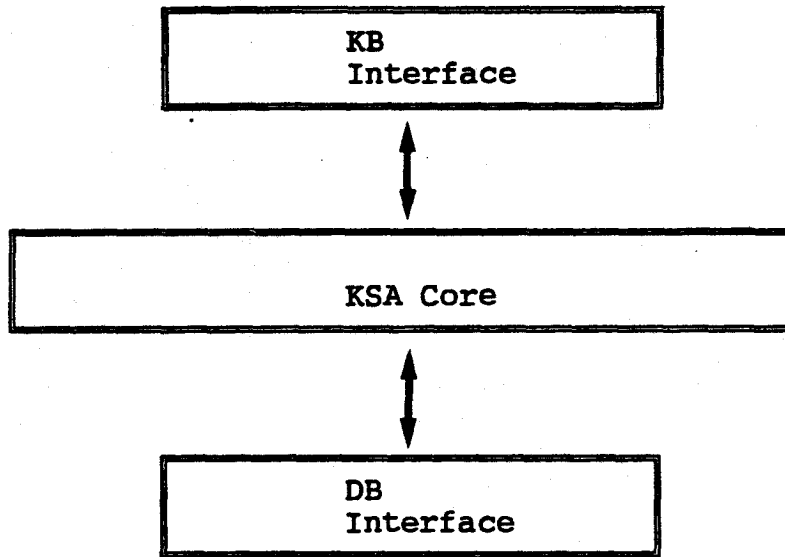 KB
Interface
KSA Core
DB
Interface